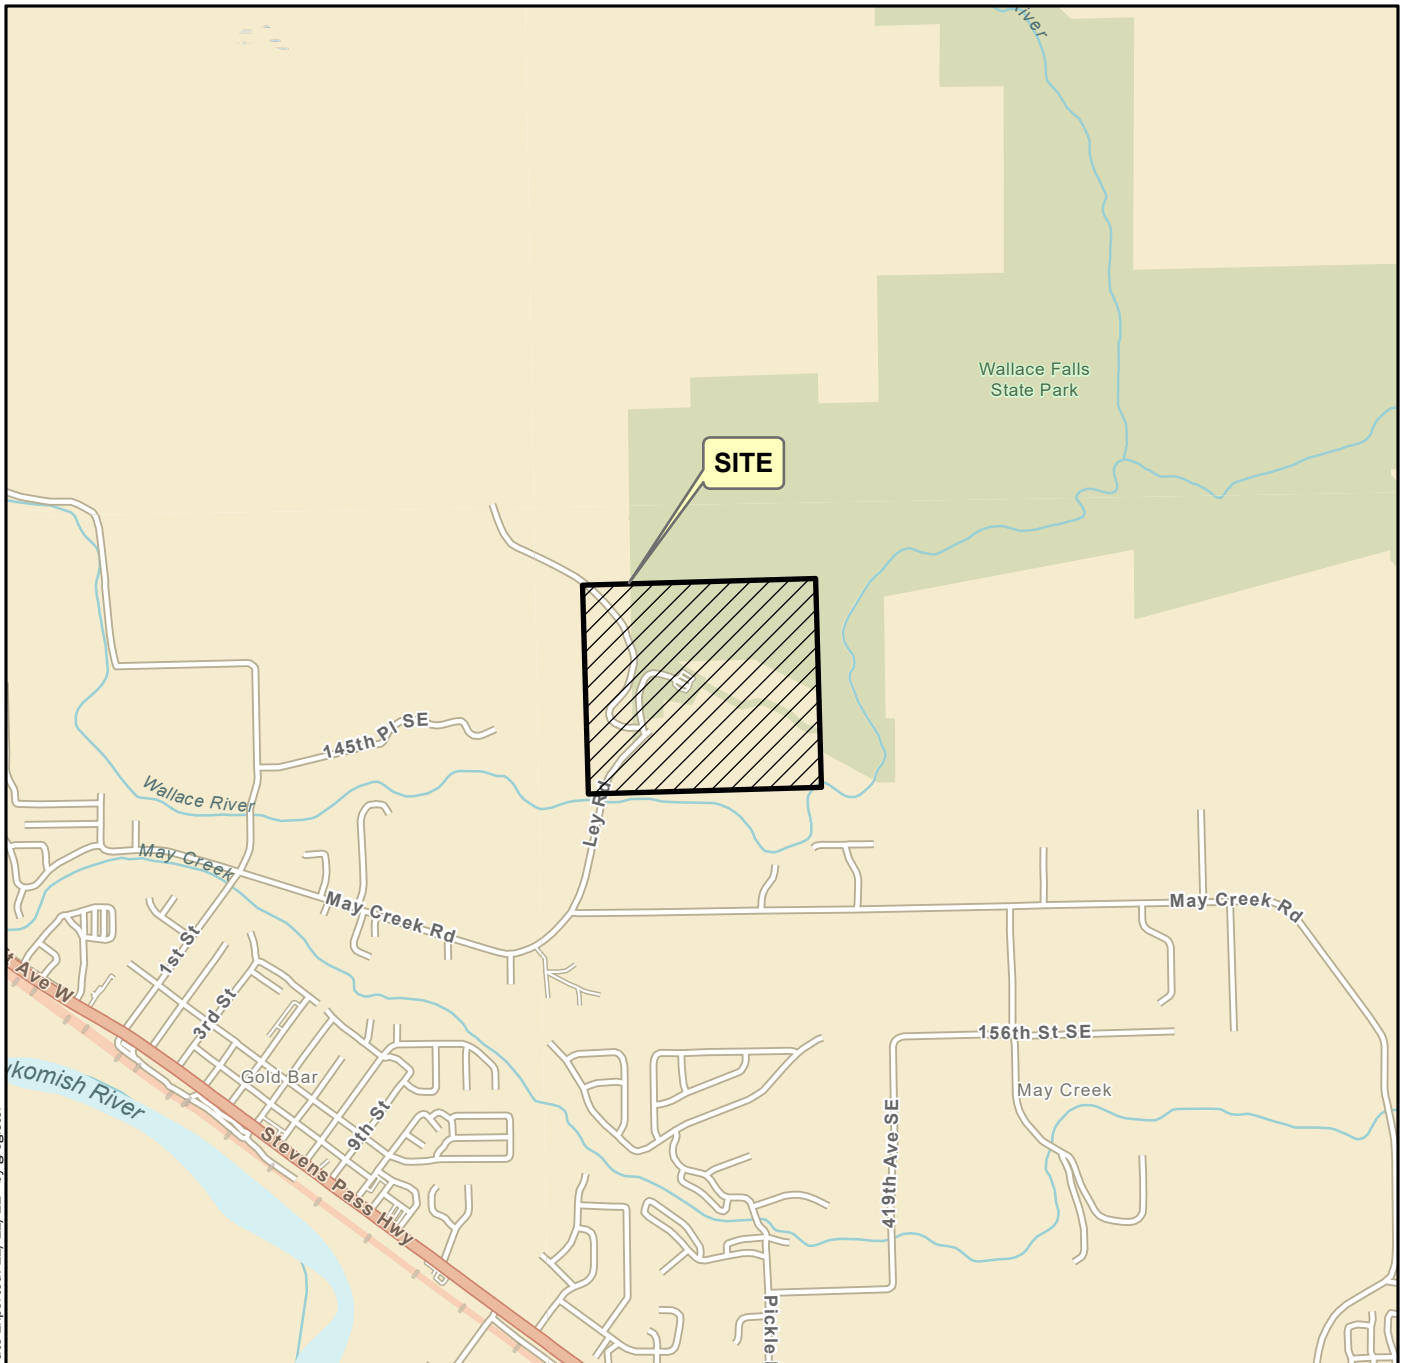 River
Wallace Falls
State Park
SITE
145th Pl SE
Wallace River
Ley Rd
May Creek
May Creek Rd
May Creek Rd
1st St
Ave W
3rd St
156th St SE
Gold Bar
May Creek
River
9th St
419th Ave SE
Stevens Pass Hwy
Pickle